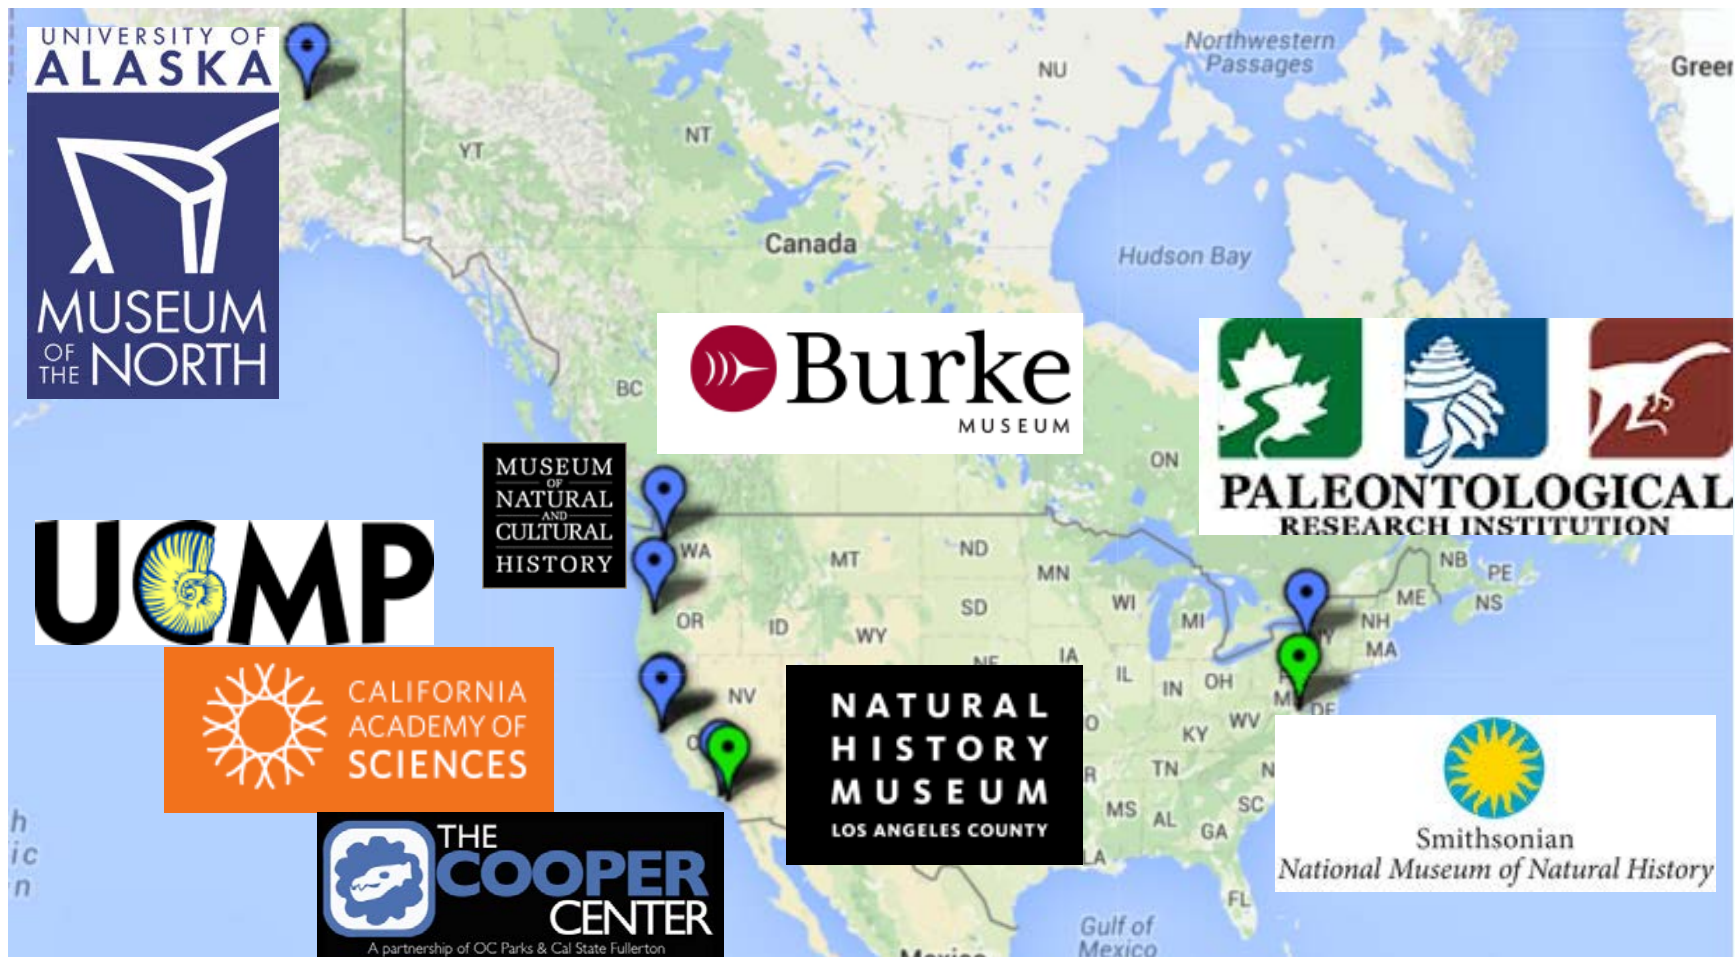 UNIVERSITY OF
ALASKA
MUSEUM
OF
THE NORTH
Northwestern
Passages
NU
NT
YT
Canada
Hudson Bay
BC
Burke
MUSEUM
ON
PALEONTOLOGICAL
RESEARCH INSTITUTION
MUSEUM
OF
NATURAL
AND
CULTURAL
HISTORY
UCMP
CALIFORNIA
ACADEMY OF
SCIENCES
THE
COOPER
CENTER
A partnership of OC Parks & Cal State Fullerton
NATURAL
HISTORY
MUSEUM
LOS ANGELES COUNTY
Smithsonian
National Museum of Natural History
WA
MT
ND
MN
OR
ID
WY
SD
WI
MI
NB
PE
NS
ME
NH
MA
NV
IA
IL
IN
OH
WV
KY
TN
DE
MS
AL
GA
SC
FL
Gulf of
Mexico